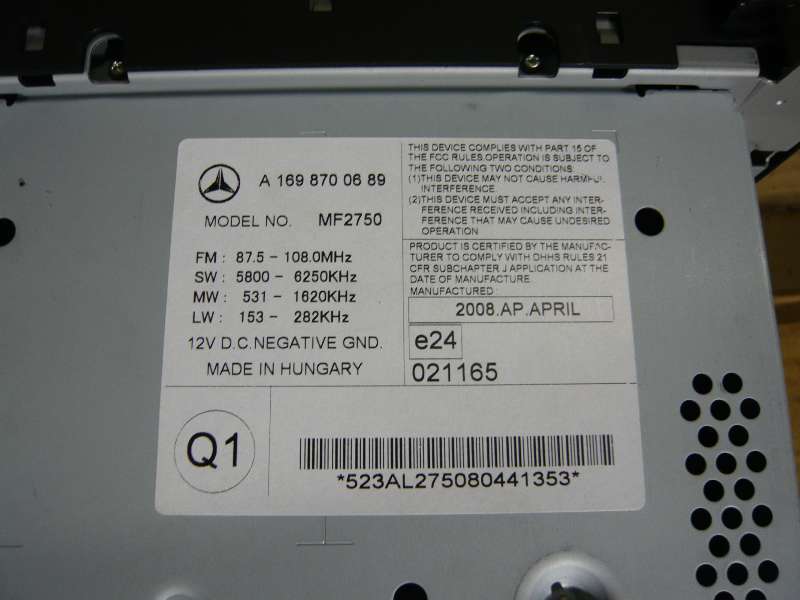 A 169 870 06 89
MODEL NO. MF2750
FM : 87.5 - 108.0MHz
SW : 5800 - 6250KHz
MW : 531 - 1620KHz
LW : 153 - 282KHz
12V D.C.NEGATIVE GND.
MADE IN HUNGARY
THIS DEVICE COMPLIES WITH PART 15 OF
THE FCC RULES.OPERATION IS SUBJECT TO
THE FOLLOWING TWO CONDITIONS:
(1)THIS DEVICE MAY NOT CAUSE HARMFUL
INTERFERENCE.
(2)THIS DEVICE MUST ACCEPT ANY INTER-
FERENCE RECEIVED INCLUDING INTER-
FERENCE THAT MAY CAUSE UNDESIRED
OPERATION
PRODUCT IS CERTIFIED BY THE MANUFAC-
TURER TO COMPLY WITH DHHS RULES 21
CFR SUBCHAPTER J APPLICATION AT THE
DATE OF MANUFACTURE.
MANUFACTURED :
2008.AP.APRIL
e24
021165
Q1
*523AL275080441353*